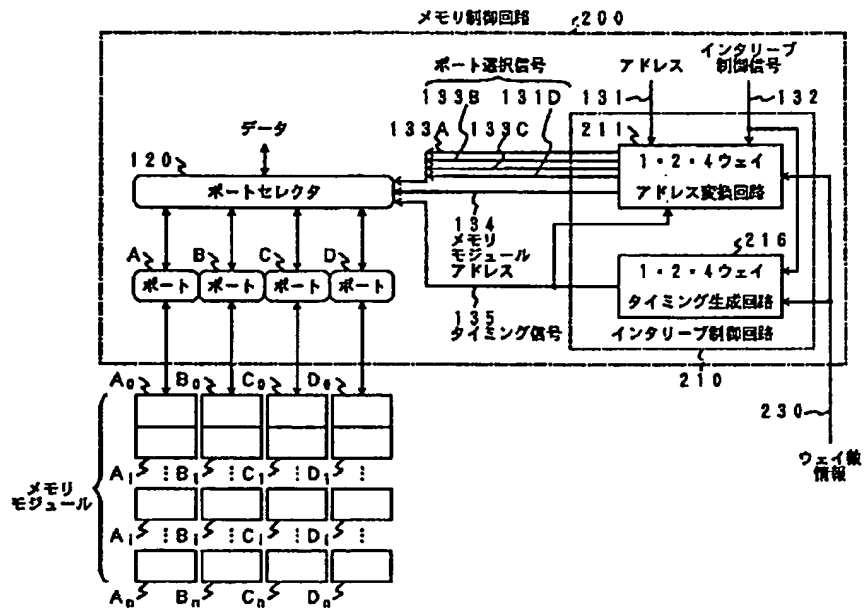 メモリ制御回路
200
ポート選択信号
133B 131D
133A 133C
アドレス
131
インタリーブ
制御信号
132
211
データ
120
ポートセレクタ
1・2・4ウェイ
アドレス変換回路
134
メモリ
モジュール
アドレス
216
1・2・4ウェイ
タイミング生成回路
A B C D
ポート ポート ポート ポート
135
タイミング信号
インタリーブ制御回路
210
230
ウェイ数
情報
A0 B0 C0 D0
メモリ
モジュール
A1 ⋮ B1 ⋮ C1 ⋮ D1 ⋮
Ai ⋮ Bi ⋮ Ci ⋮ Di ⋮
An Bn Cn Dn